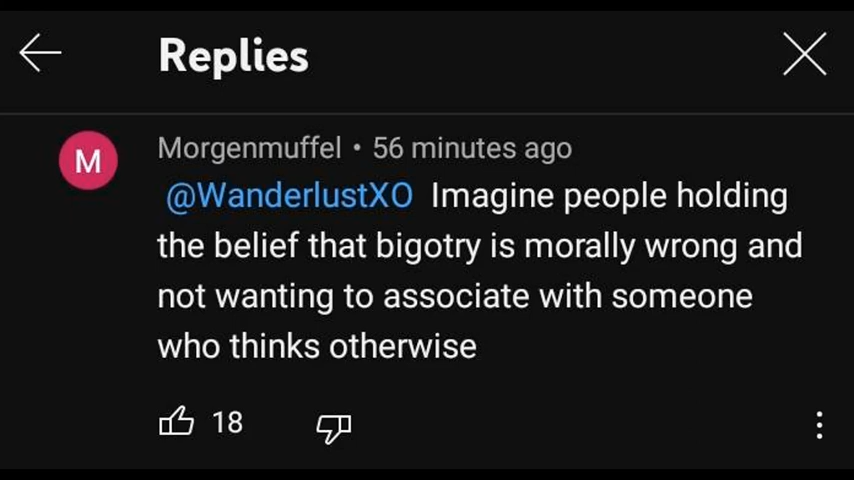 Replies
M
Morgenmuffel • 56 minutes ago
@WanderlustXO Imagine people holding
the belief that bigotry is morally wrong and
not wanting to associate with someone
who thinks otherwise
18